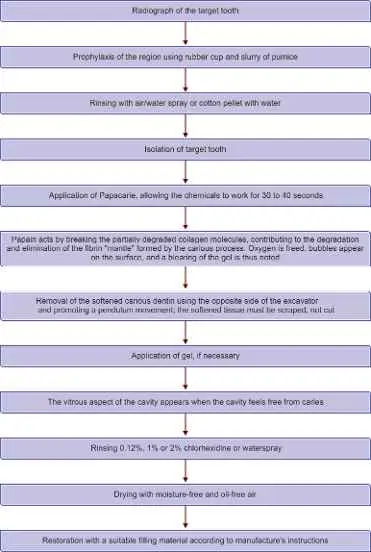 Radiograph of the target tooth
Prophylaxis of the region using rubber cup and slurry of pumice
Rinsing with air/water spray or cotton pellet with water
Isolation of target tooth
Application of Papacarie, allowing the chemicals to work for 30 to 40 seconds
Papain acts by breaking the partially degraded collagen molecules, contributing to the degradation
and elimination of the fibrin "mantle" formed by the carious process. Oxygen is freed, bubbles appear
on the surface, and a blearing of the gel is thus noted
Removal of the softened carious dentin using the opposite side of the excavator
and promoting a pendulum movement; the softened tissue must be scraped, not cut
Application of gel, if necessary
The vitrous aspect of the cavity appears when the cavity feels free from caries
Rinsing 0.12%, 1% or 2% chlorhexidine or waterspray
Drying with moisture-free and oil-free air
Restoration with a suitable filling material according to manufacture's instructions